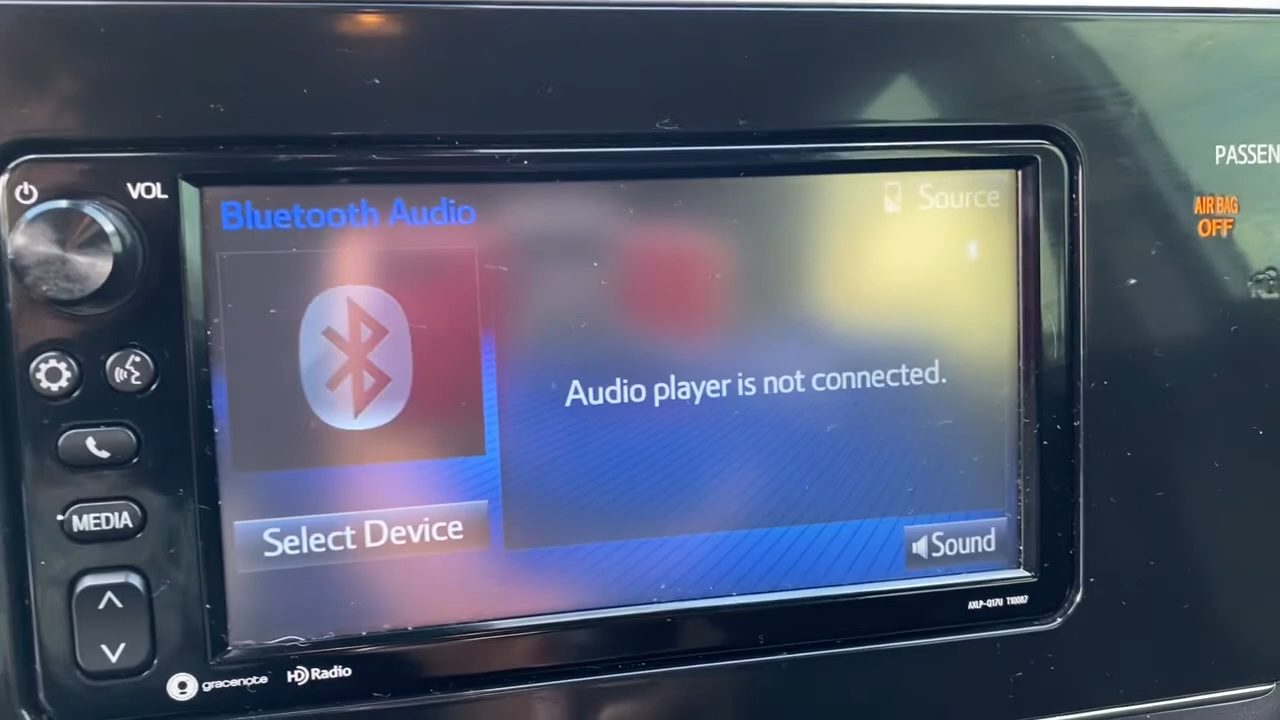 VOL
PASSEN
Bluetooth Audio
Source
AIR BAG
OFF
Audio player is not connected.
MEDIA
Select Device
Sound
AXLP-Q17U T10087
gracenote
HD Radio